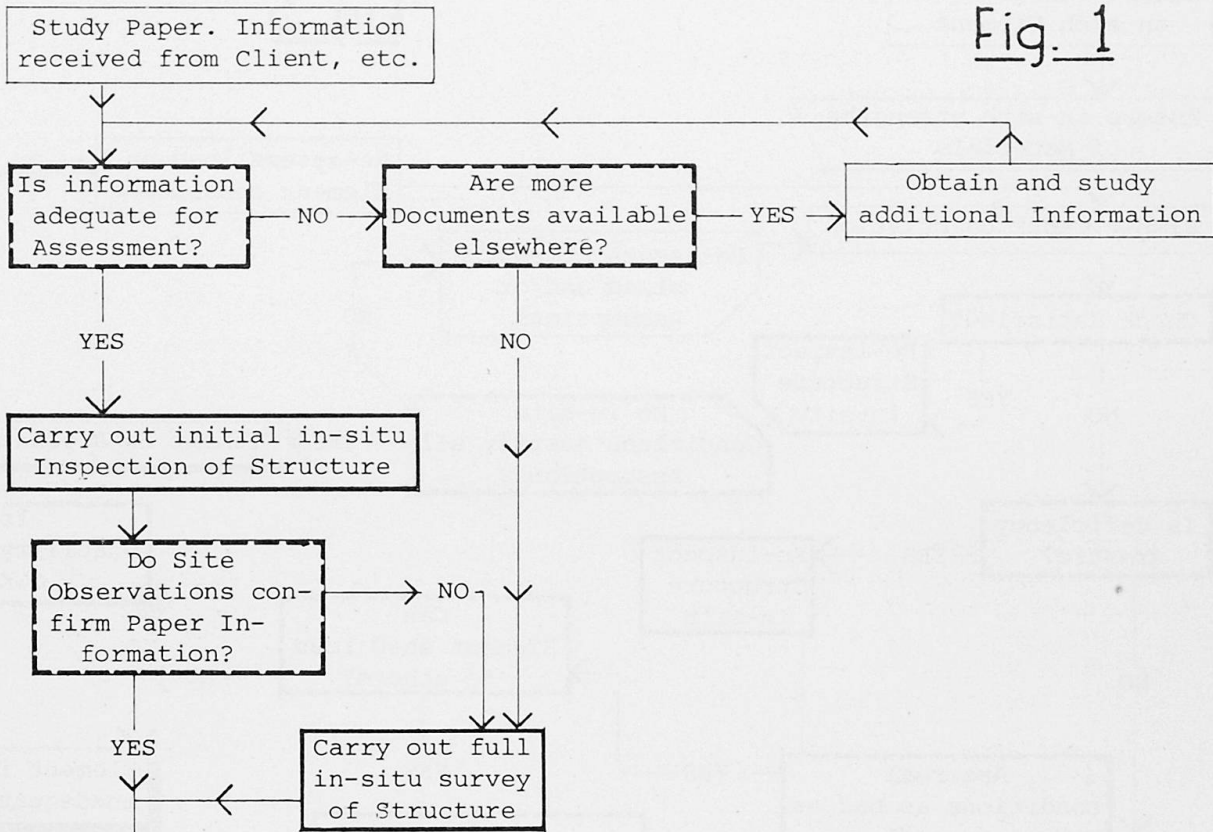 Fig. 1
Study Paper. Information
received from Client, etc.
Is information
adequate for
Assessment?
NO
Are more
Documents available
elsewhere?
YES
Obtain and study
additional Information
YES
NO
Carry out initial in-situ
Inspection of Structure
Do Site
Observations con-
firm Paper In-
formation?
NO
YES
Carry out full
in-situ survey
of Structure